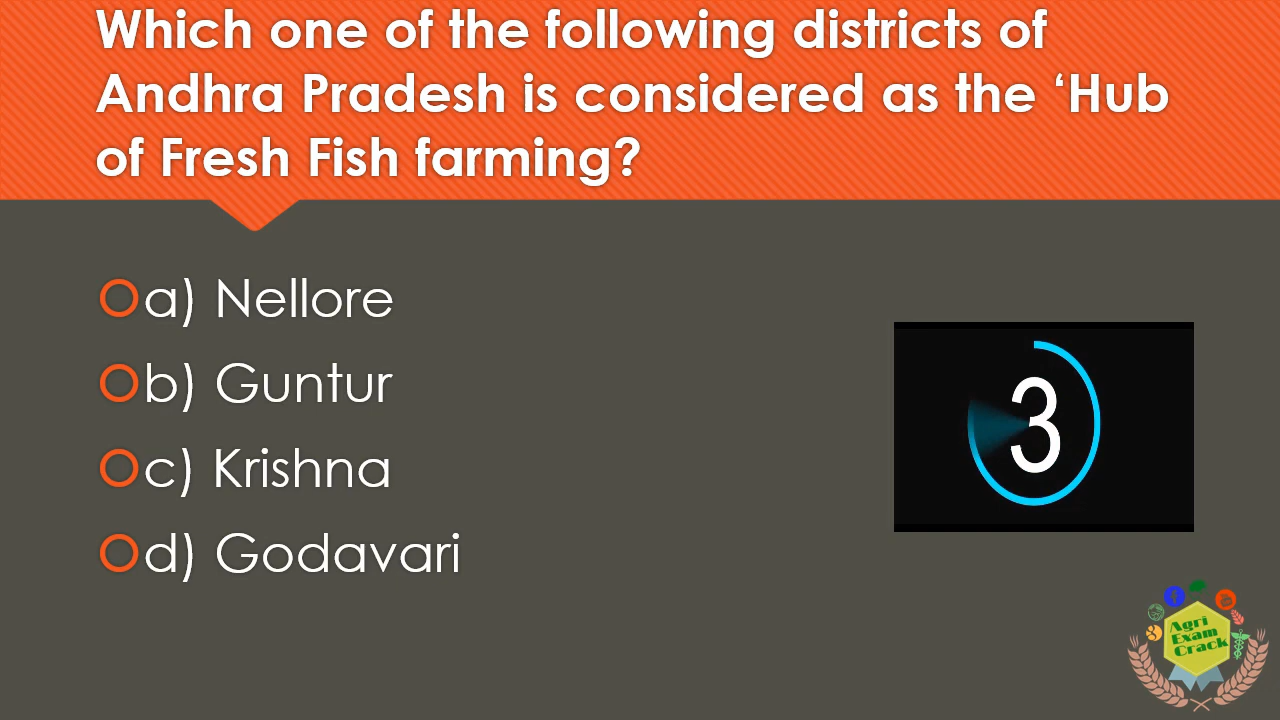 Which one of the following districts of
Andhra Pradesh is considered as the ‘Hub
of Fresh Fish farming?
a) Nellore
b) Guntur
c) Krishna
d) Godavari
3
Agri
Exam
Crack